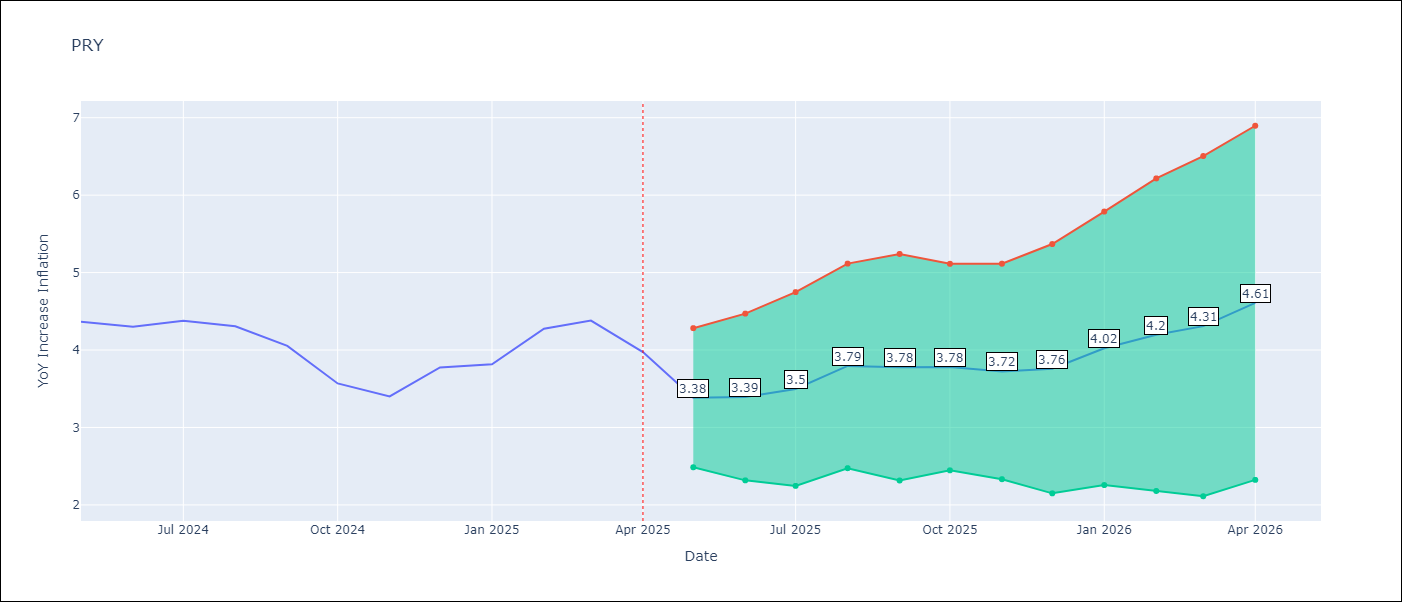 PRY
YoY Increase Inflation
7
6
5
4
3
2
3.38
3.39
3.5
3.79
3.78
3.78
3.72
3.76
4.02
4.2
4.31
4.61
Jul 2024
Oct 2024
Jan 2025
Apr 2025
Jul 2025
Oct 2025
Jan 2026
Apr 2026
Date